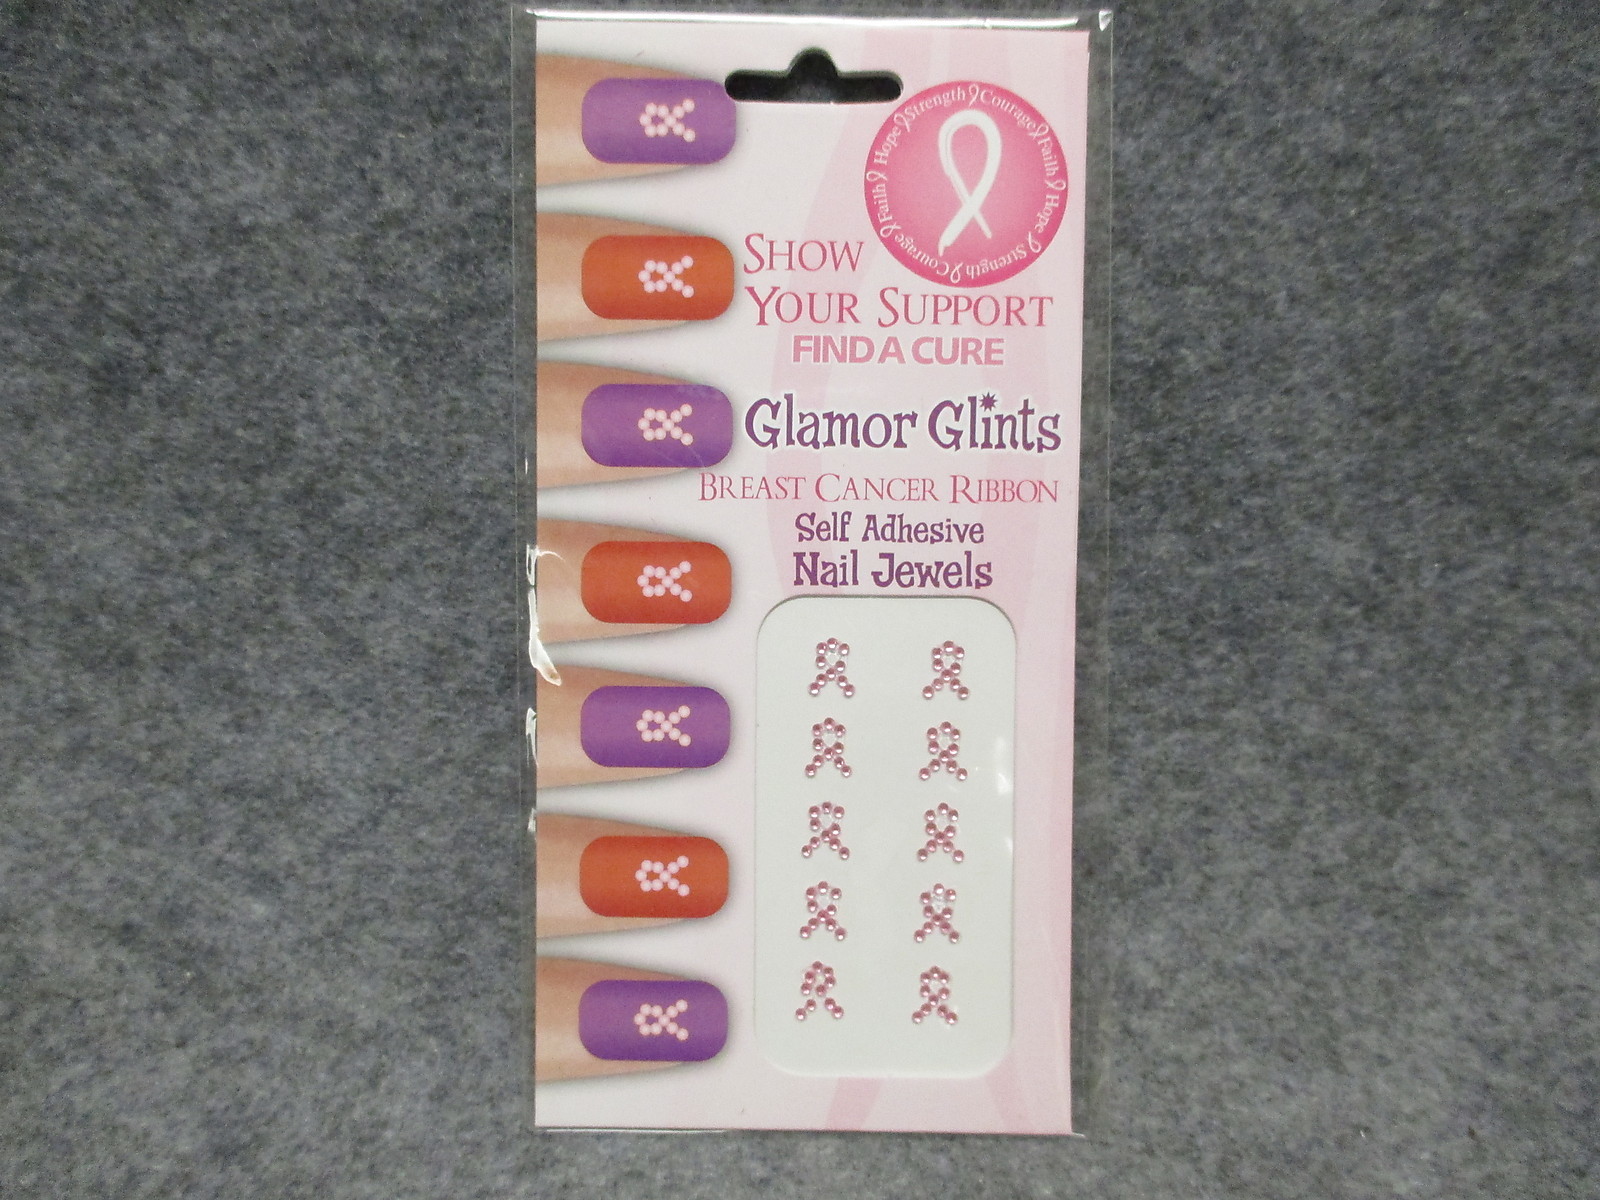 Strength Courage Faith Hope Strength Courage Faith Hope
Show
Your Support
FIND A CURE
Glamor Glints
Breast Cancer Ribbon
Self Adhesive
Nail Jewels